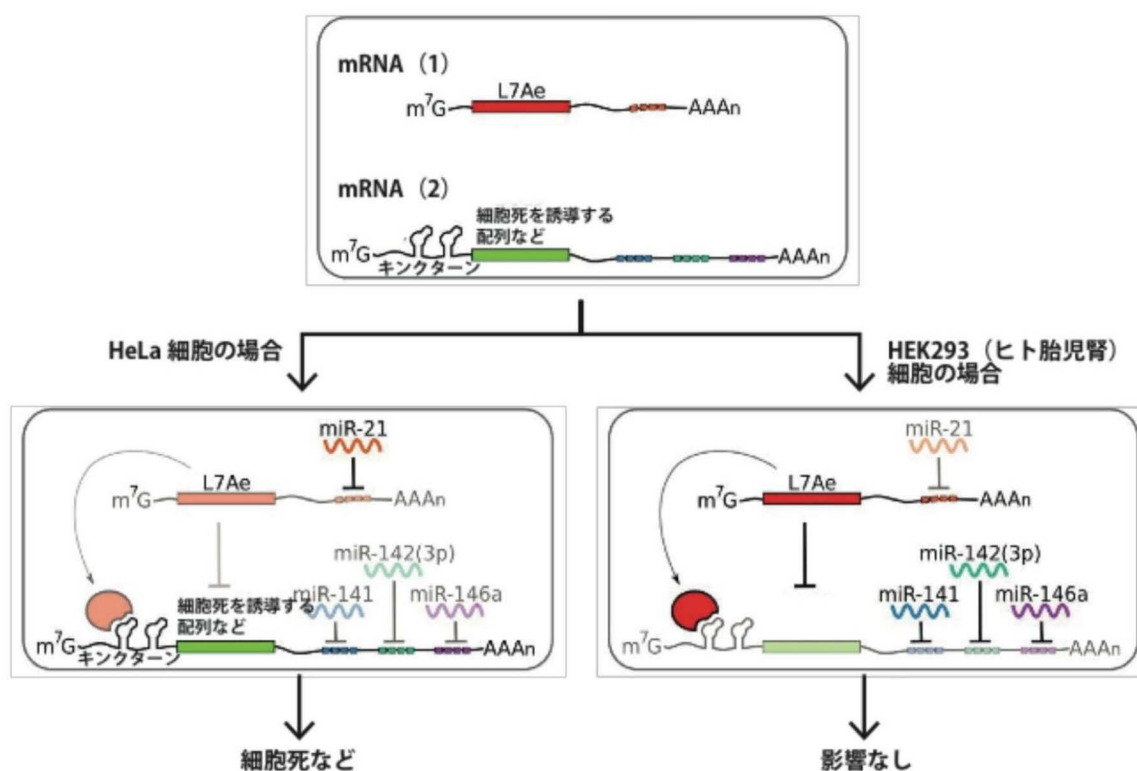 mRNA（1）
L7Ae
m⁷G AAAn
mRNA（2）
細胞死を誘導する
配列など
m⁷G AAAn
キンクターン
HeLa 細胞の場合
HEK293（ヒト胎児腎）
細胞の場合
miR-21
L7Ae
m⁷G AAAn
miR-142(3p)
細胞死を誘導する
配列など
miR-141 miR-146a
m⁷G AAAn
キンクターン
細胞死など
miR-21
L7Ae
m⁷G AAAn
miR-142(3p)
miR-141 miR-146a
m⁷G AAAn
影響なし